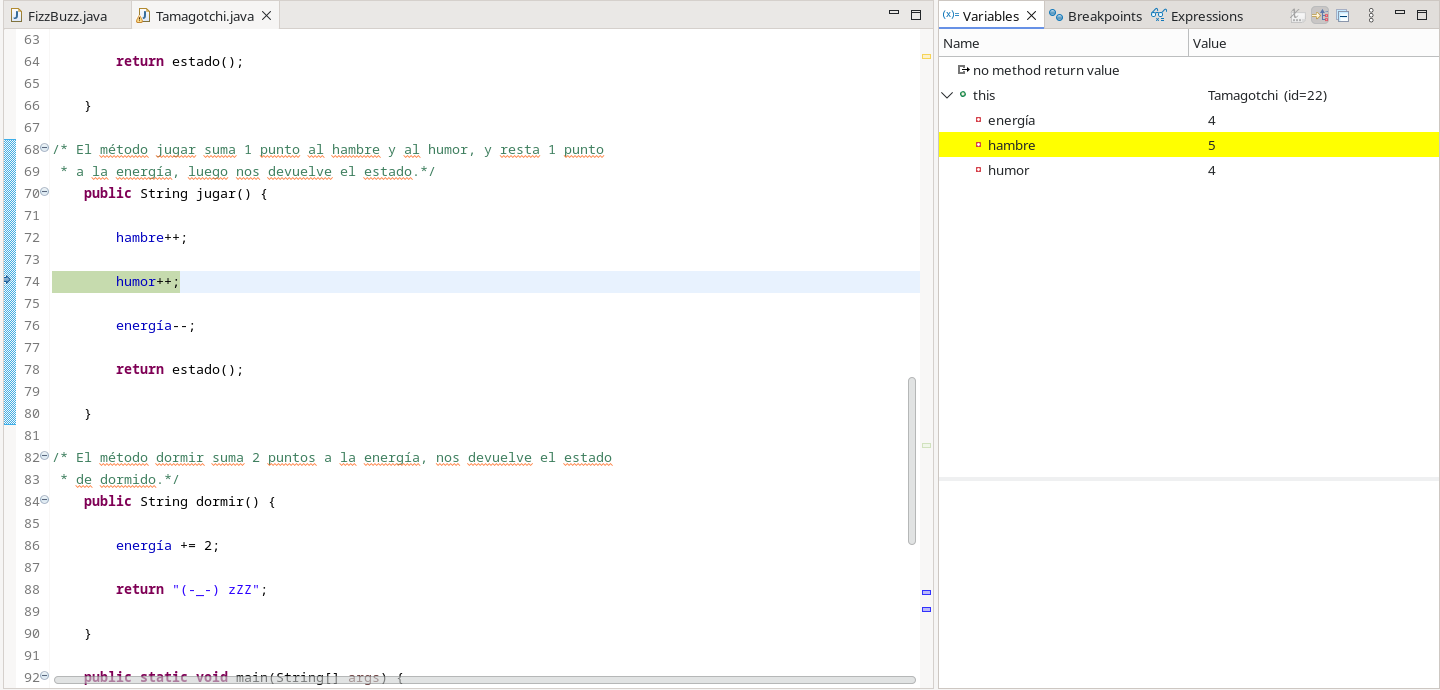 FizzBuzz.java
Tamagotchi.java
63
64 return estado();
65
66 }
67
68 /* El método jugar suma 1 punto al hambre y al humor, y resta 1 punto
69 * a la energía, luego nos devuelve el estado.*/
70 public String jugar() {
71
72 hambre++;
73
74 humor++;
75
76 energía--;
77
78 return estado();
79
80 }
81
82 /* El método dormir suma 2 puntos a la energía, nos devuelve el estado
83 * de dormido.*/
84 public String dormir() {
85
86 energía += 2;
87
88 return "(-_-) zZZ";
89
90 }
91
92 public static void main(String[] args) {
(x)= Variables
Breakpoints
Expressions
Name Value
no method return value
this Tamagotchi (id=22)
energía 4
hambre 5
humor 4